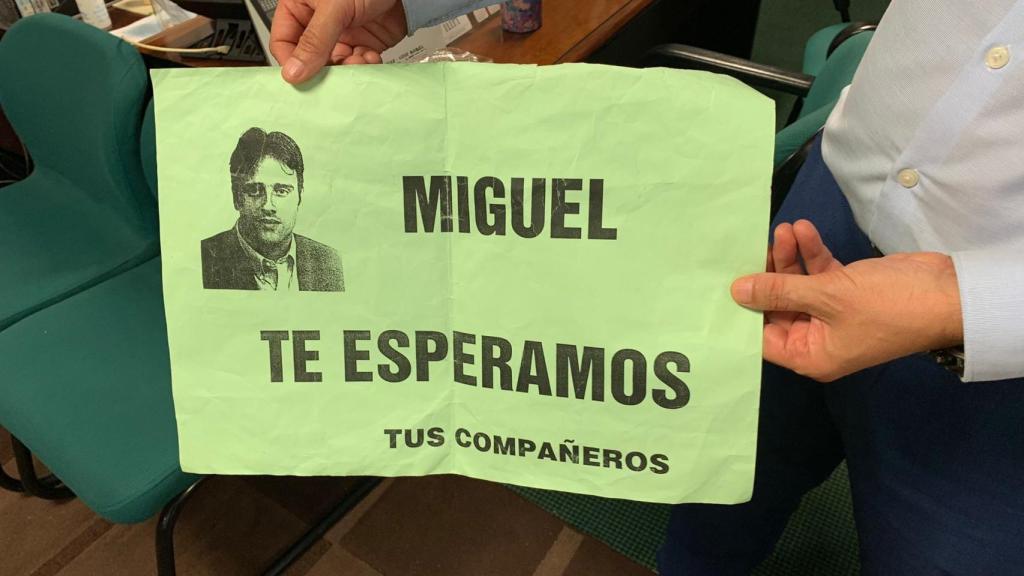 MIGUEL
TE ESPERAMOS
TUS COMPAÑEROS